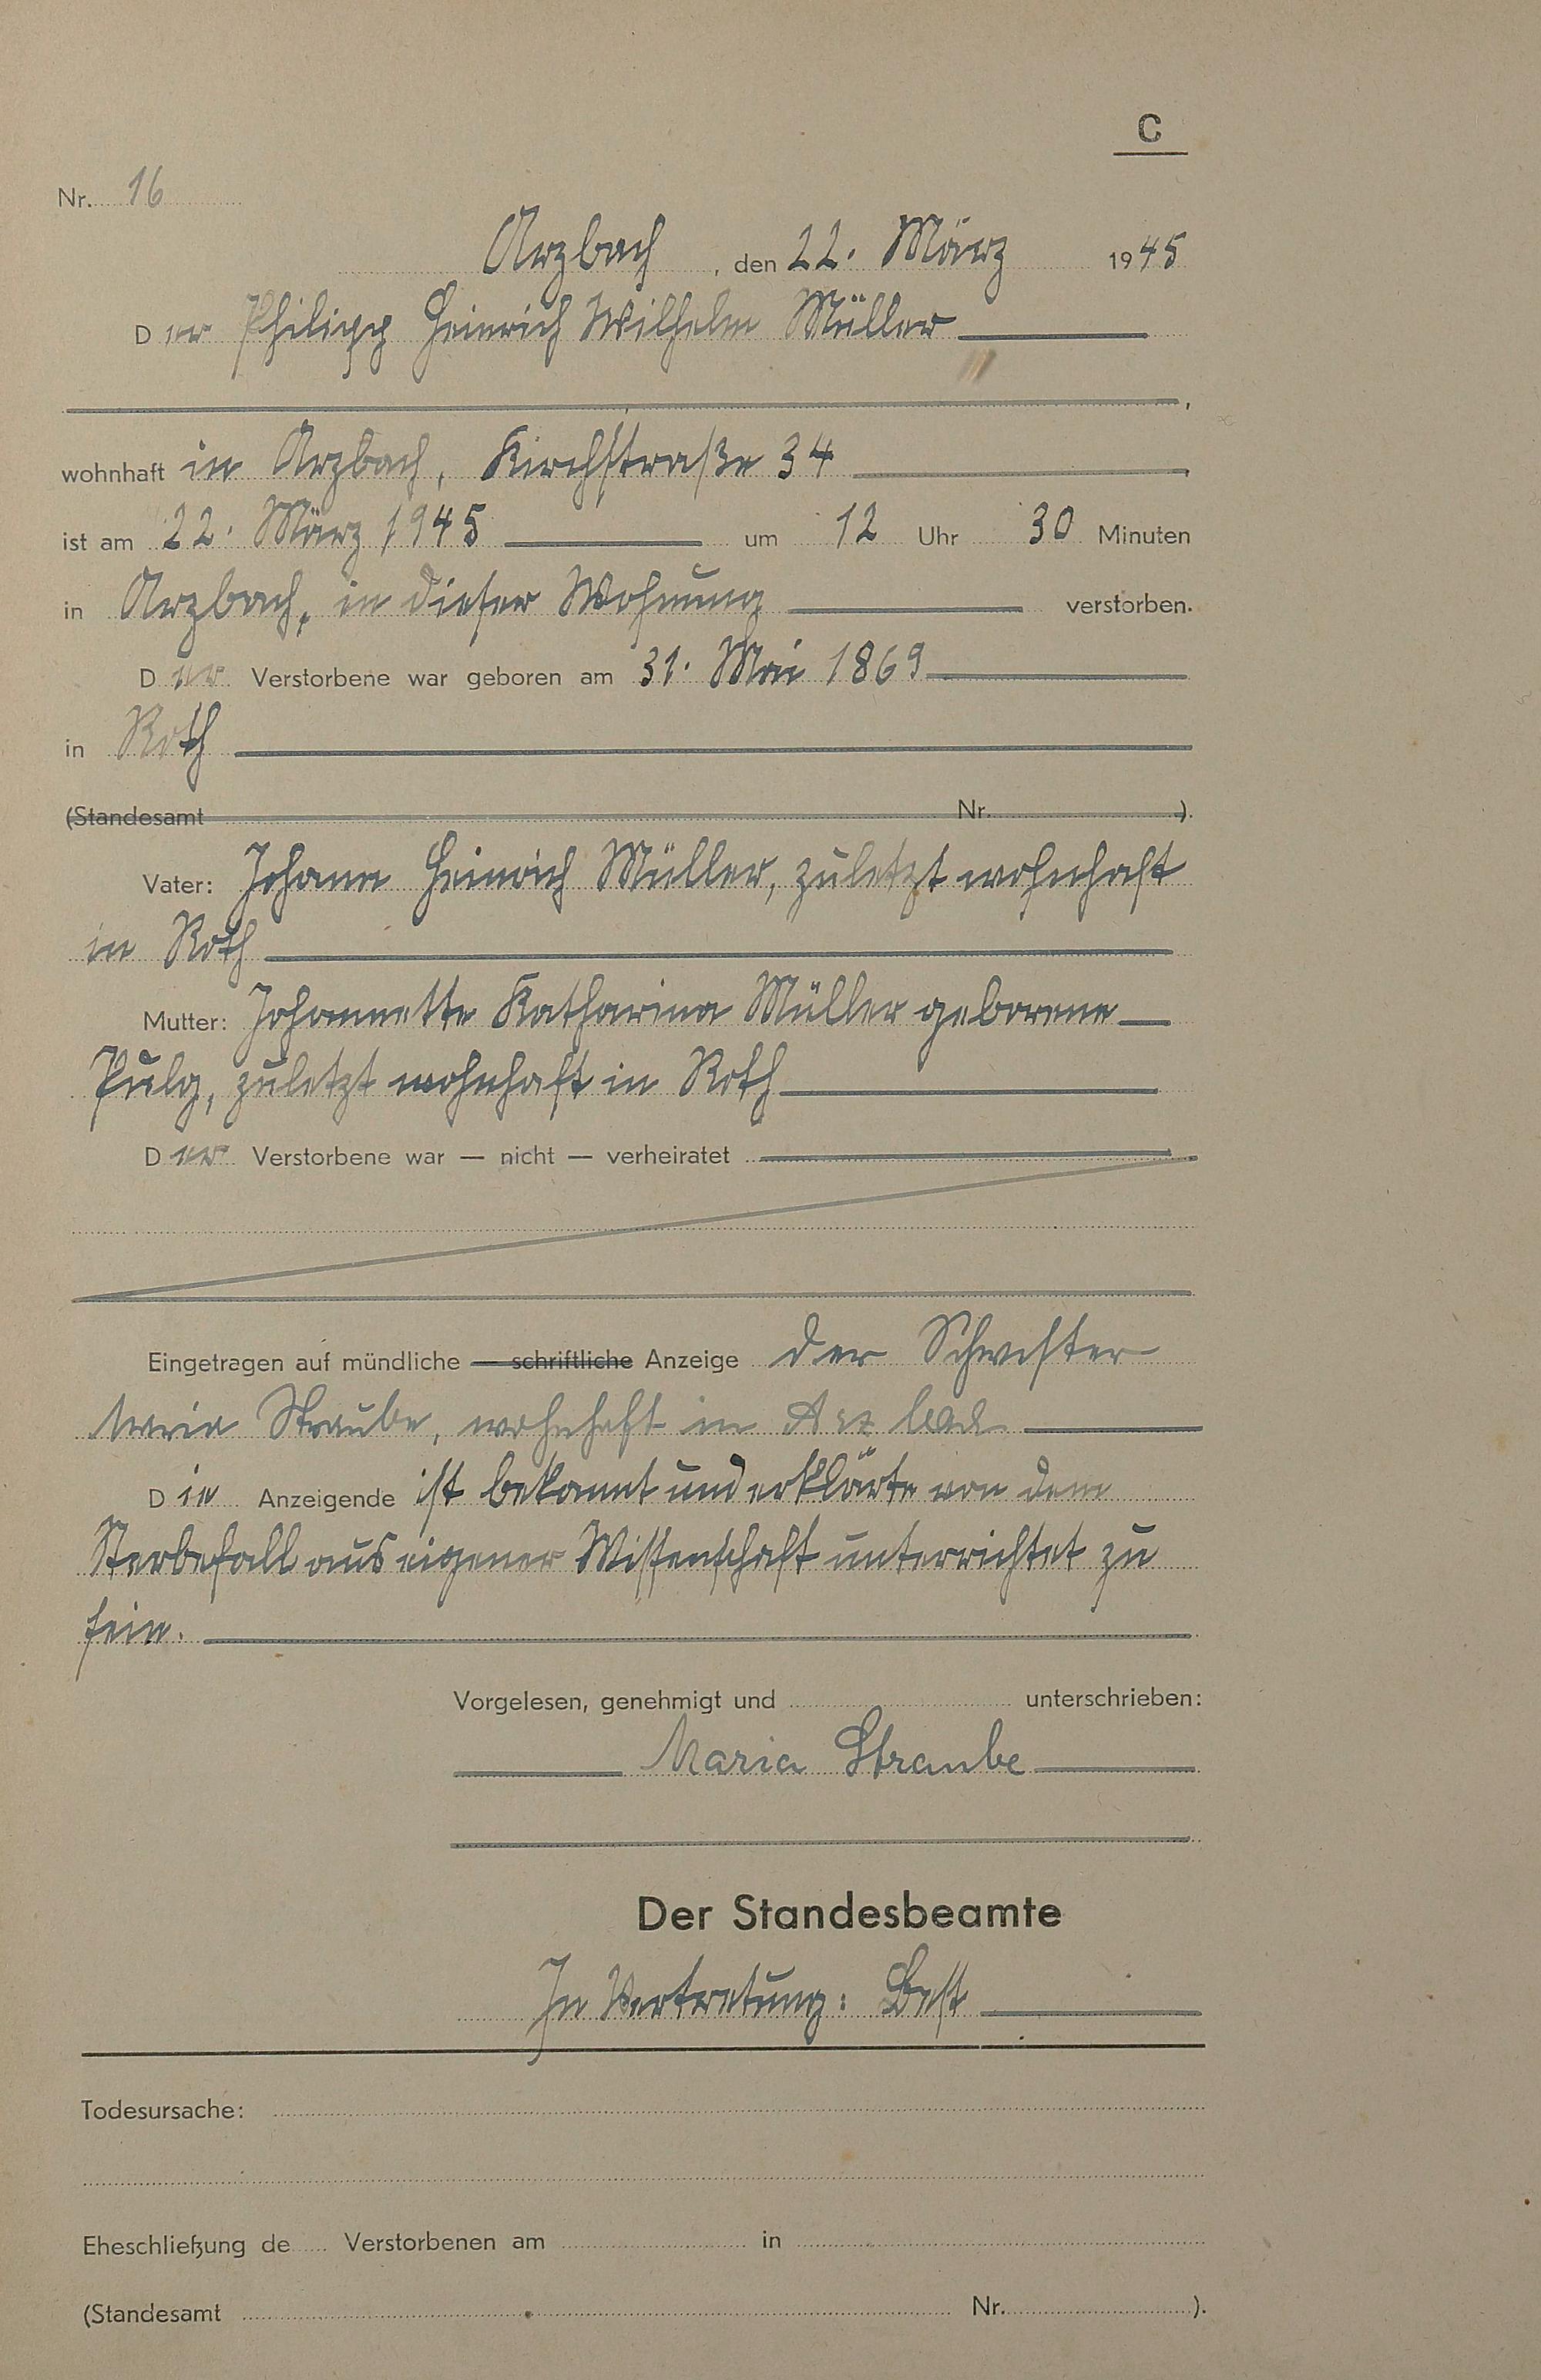 C
Nr. 16
Arzbach, den 22. März 1945
Der Philipp Heinrich Wilhelm Müller
wohnhaft in Arzbach, Kirchstraße 34
ist am 22. März 1945 um 12 Uhr 30 Minuten
in Arzbach, in dieser Wohnung verstorben.
Der Verstorbene war geboren am 31. Mai 1869
in Roth
(Standesamt Nr. ).
Vater: Johann Heinrich Müller, zuletzt wohnhaft
in Roth
Mutter: Johannette Katharina Müller geborene
zuletzt wohnhaft in Roth
Der Verstorbene war — nicht — verheiratet
Eingetragen auf mündliche — schriftliche Anzeige der Schwester
Maria Straube, wohnhaft in Arzbach
Die Anzeigende ist bekannt und erklärte von dem
Sterbefall aus eigener Wissenschaft unterrichtet zu
sein.
Vorgelesen, genehmigt und unterschrieben:
Maria Straube
Der Standesbeamte
In Vertretung: Best
Todesursache:
Eheschließung de Verstorbenen am in
(Standesamt Nr. ).